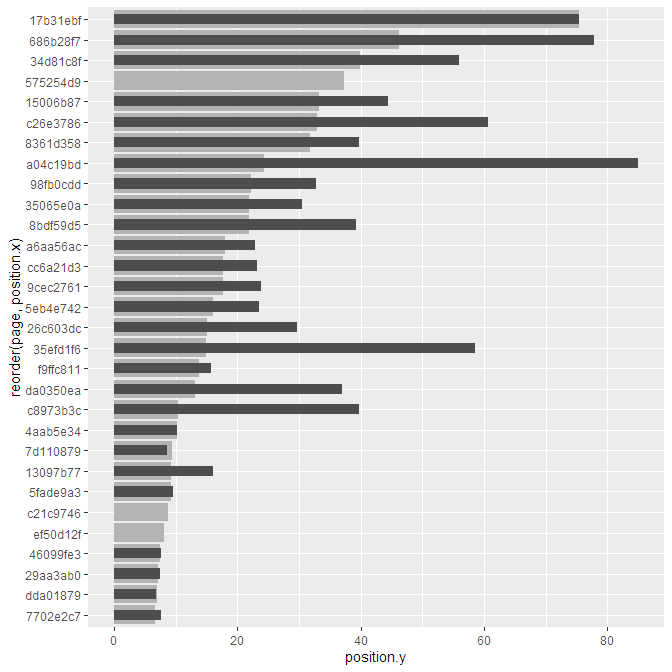 17b31ebf
686b28f7
34d81c8f
575254d9
15006b87
c26e3786
8361d358
a04c19bd
98fb0cdd
35065e0a
8bdf59d5
a6aa56ac
cc6a21d3
9cec2761
5eb4e742
26c603dc
35efd1f6
f9ffc811
da0350ea
c8973b3c
4aab5e34
7d110879
13097b77
5fade9a3
c21c9746
ef50d12f
46099fe3
29aa3ab0
dda01879
7702e2c7
reorder(page, position.x)
0 20 40 60 80
position.y